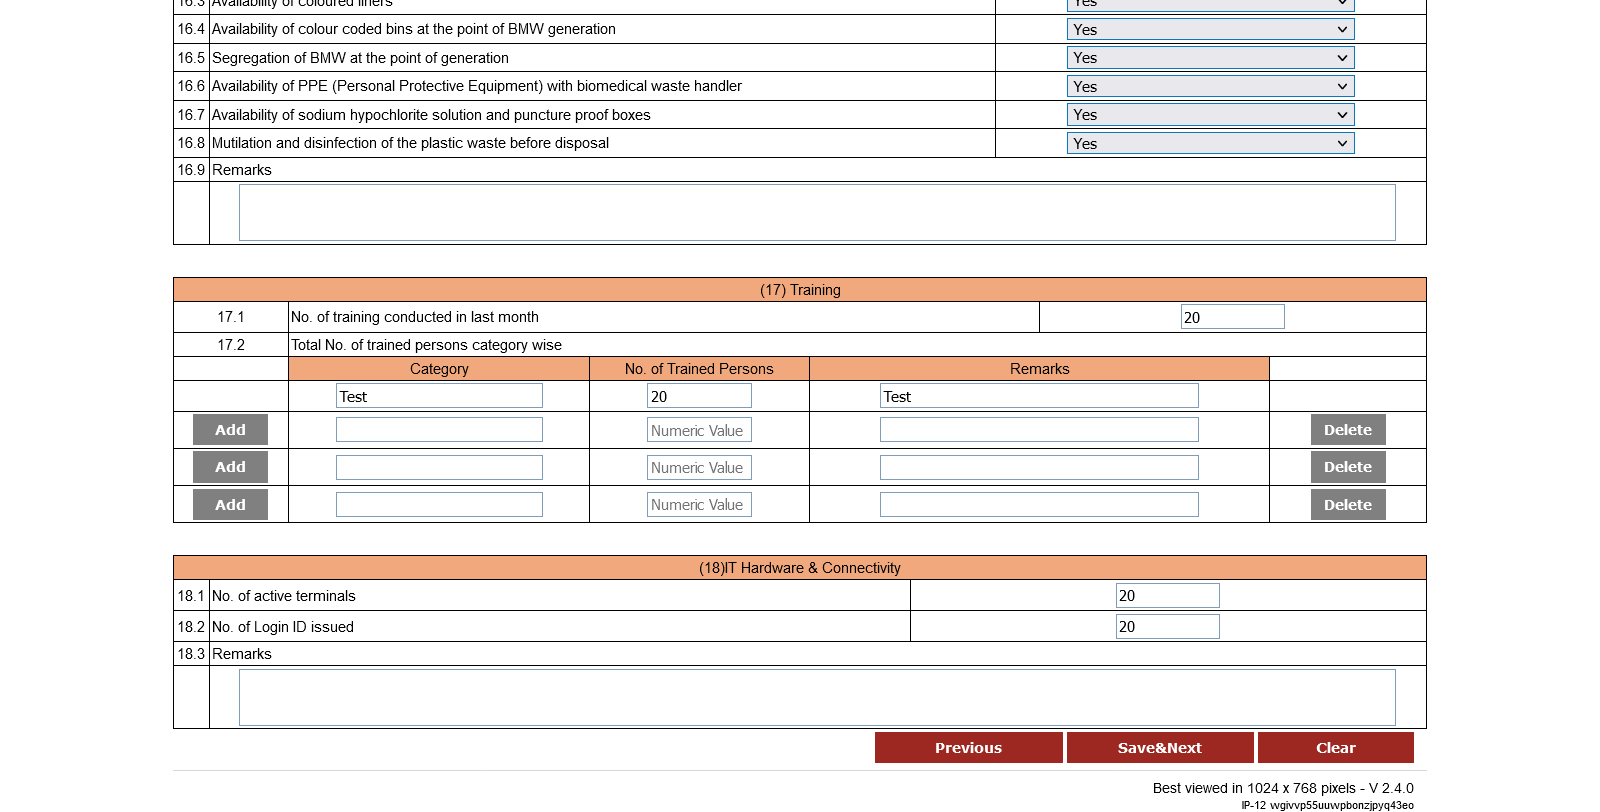 16.3 Availability of coloured liners Yes
16.4 Availability of colour coded bins at the point of BMW generation Yes
16.5 Segregation of BMW at the point of generation Yes
16.6 Availability of PPE (Personal Protective Equipment) with biomedical waste handler Yes
16.7 Availability of sodium hypochlorite solution and puncture proof boxes Yes
16.8 Mutilation and disinfection of the plastic waste before disposal Yes
16.9 Remarks
(17) Training
17.1 No. of training conducted in last month 20
17.2 Total No. of trained persons category wise
Category No. of Trained Persons Remarks
Test 20 Test
Add Numeric Value Delete
Add Numeric Value Delete
Add Numeric Value Delete
(18)IT Hardware & Connectivity
18.1 No. of active terminals 20
18.2 No. of Login ID issued 20
18.3 Remarks
Previous Save&Next Clear
Best viewed in 1024 x 768 pixels - V 2.4.0
IP-12